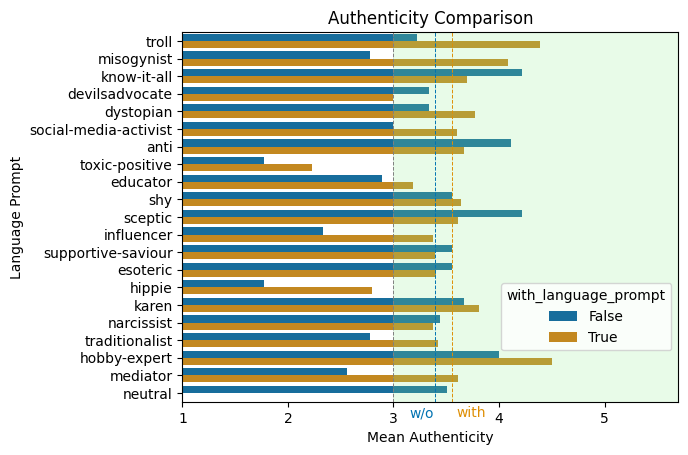 Authenticity Comparison
Language Prompt
troll
misogynist
know-it-all
devilsadvocate
dystopian
social-media-activist
anti
toxic-positive
educator
shy
sceptic
influencer
supportive-saviour
esoteric
hippie
karen
narcissist
traditionalist
hobby-expert
mediator
neutral
with_language_prompt
False
True
1 2 3 4 5
w/o with
Mean Authenticity